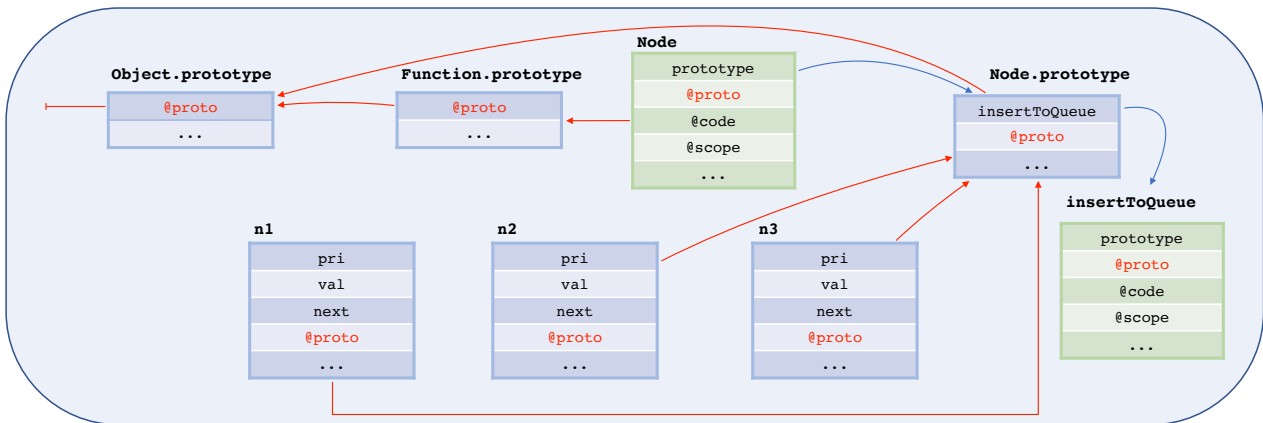 Node
Object.prototype
Function.prototype
Node.prototype
@proto
...
@proto
...
prototype
@proto
@code
@scope
...
insertToQueue
@proto
...
insertToQueue
prototype
@proto
@code
@scope
...
n1
pri
val
next
@proto
...
n2
pri
val
next
@proto
...
n3
pri
val
next
@proto
...